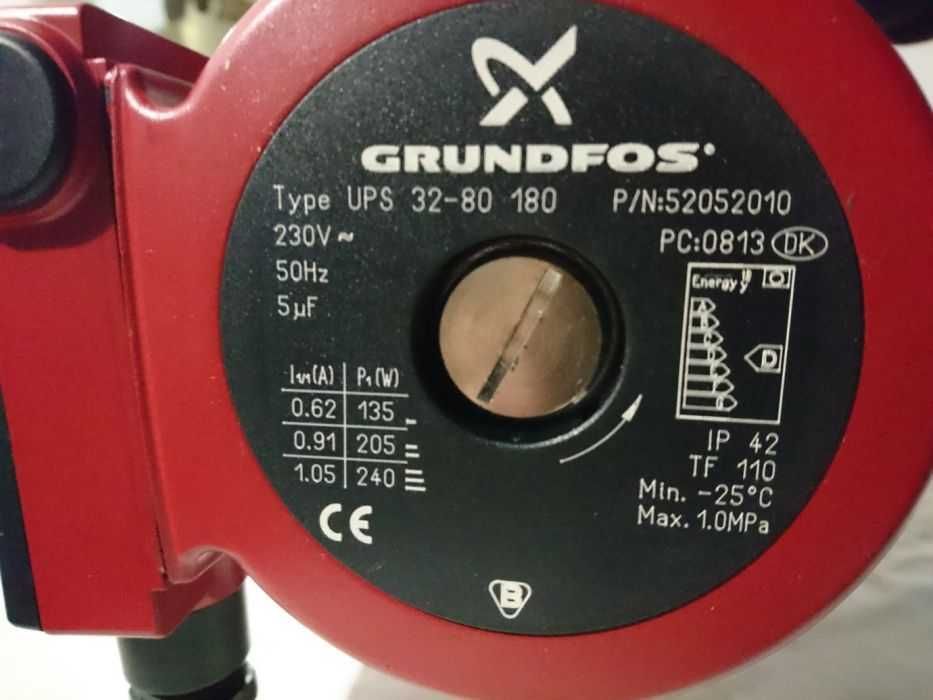 GRUNDFOS
Type UPS 32-80 180
P/N:52052010
230V ~
PC:0813 DK
50Hz
5µF
Energy
D
I1/1(A) P1(W)
0.62 135
0.91 205
1.05 240
IP 42
TF 110
Min. -25°C
Max. 1.0MPa
CE
B